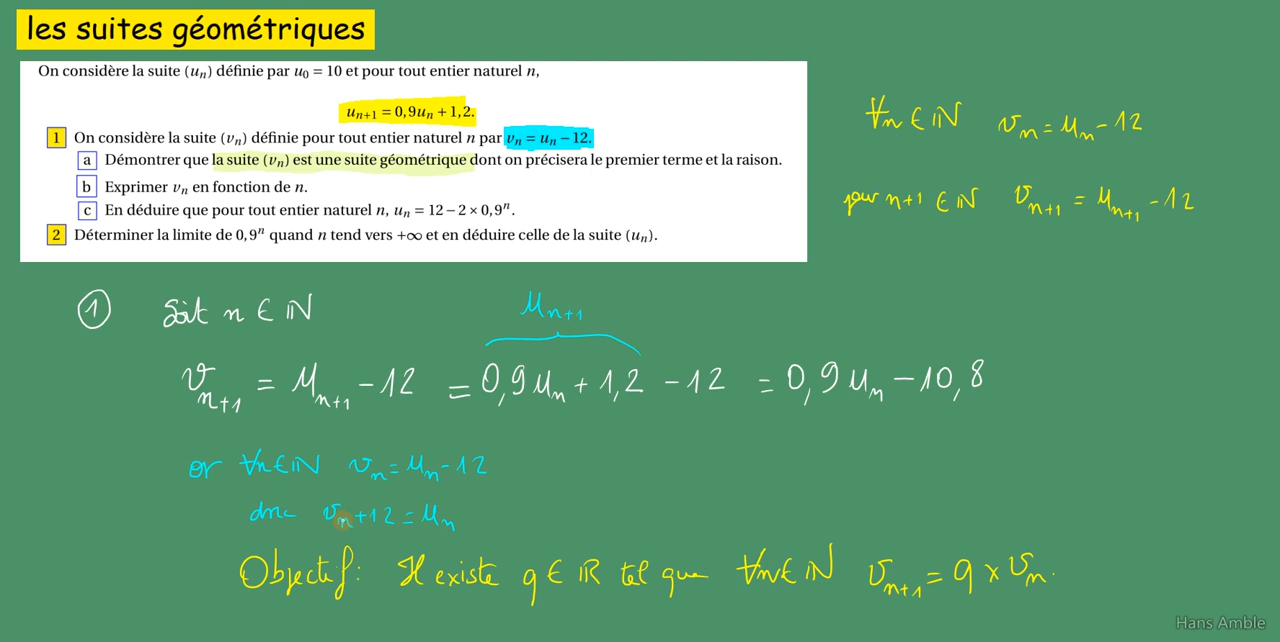 les suites géométriques
On considère la suite (uₙ) définie par u₀ = 10 et pour tout entier naturel n,
uₙ₊₁ = 0,9uₙ + 1,2.
1 On considère la suite (vₙ) définie pour tout entier naturel n par vₙ = uₙ − 12.
a Démontrer que la suite (vₙ) est une suite géométrique dont on précisera le premier terme et la raison.
b Exprimer vₙ en fonction de n.
c En déduire que pour tout entier naturel n, uₙ = 12 − 2 × 0,9ⁿ.
2 Déterminer la limite de 0,9ⁿ quand n tend vers +∞ et en déduire celle de la suite (uₙ).
∀n ∈ ℕ vₙ = uₙ − 12
pour n+1 ∈ ℕ vₙ₊₁ = uₙ₊₁ − 12
① Soit n ∈ ℕ
uₙ₊₁
vₙ₊₁ = uₙ₊₁ − 12 = 0,9uₙ + 1,2 − 12 = 0,9uₙ − 10,8
or ∀n ∈ ℕ vₙ = uₙ − 12
donc vₙ + 12 = uₙ
Objectif : Il existe q ∈ ℝ tel que ∀n ∈ ℕ vₙ₊₁ = q × vₙ.
Hans Amble